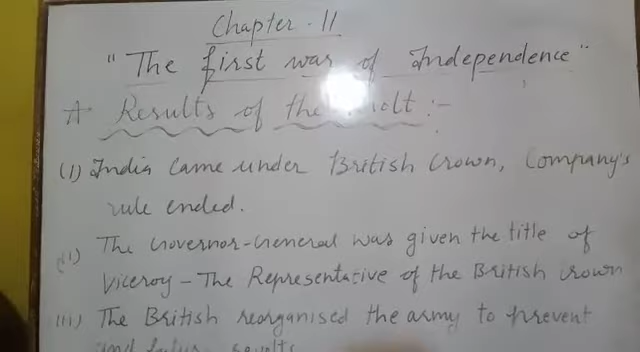 Chapter - 11
"The first war of Independence"
A Results of the :-
(i) India Came under British Crown, Company's
rule ended.
(ii) The Governor-General was given the title of
Viceroy - The Representative of the British crown
(iii) The British reorganised the army to prevent
and